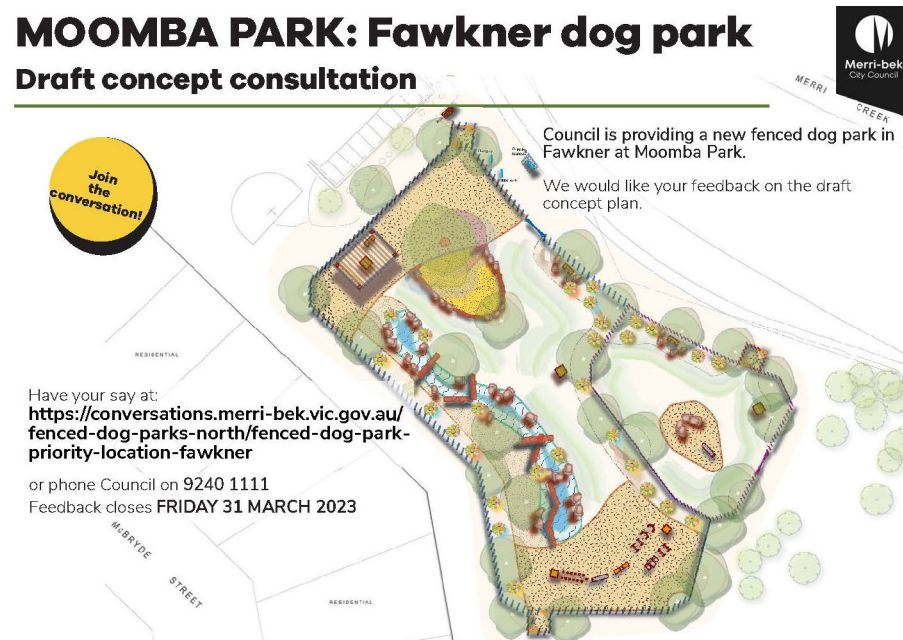 MOOMBA PARK: Fawkner dog park
Draft concept consultation
Merri-bek
City Council
MERRI
CREEK
Council is providing a new fenced dog park in
Fawkner at Moomba Park.
We would like your feedback on the draft
concept plan.
Join
the
conversation!
RESIDENTIAL
Have your say at:
https://conversations.merri-bek.vic.gov.au/
fenced-dog-parks-north/fenced-dog-park-
priority-location-fawkner
or phone Council on 9240 1111
Feedback closes FRIDAY 31 MARCH 2023
McBRYDE
STREET
RESIDENTIAL